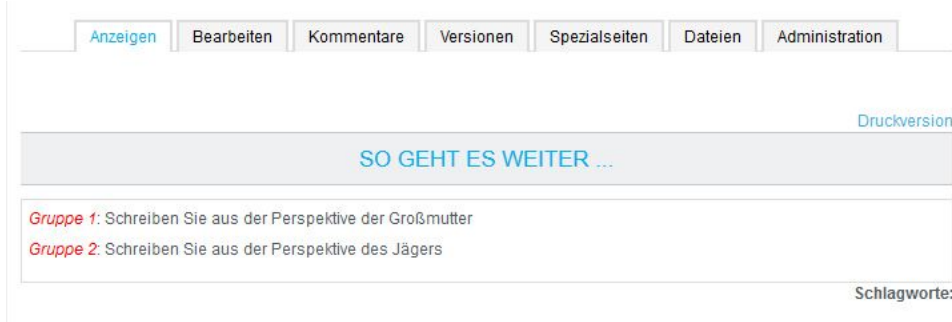 Anzeigen Bearbeiten Kommentare Versionen Spezialseiten Dateien Administration
Druckversion
SO GEHT ES WEITER ...
Gruppe 1: Schreiben Sie aus der Perspektive der Großmutter
Gruppe 2: Schreiben Sie aus der Perspektive des Jägers
Schlagworte: